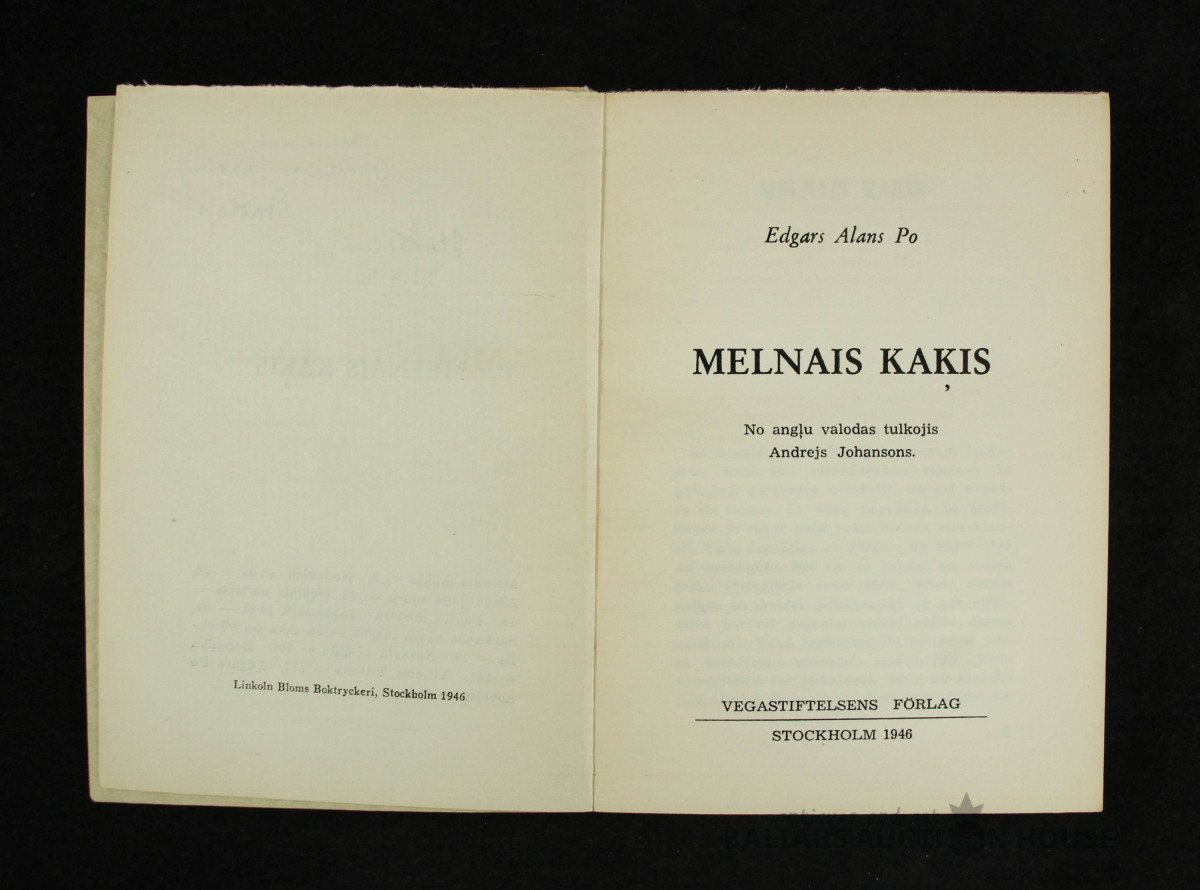 Linkoln Bloms Boktryckeri, Stockholm 1946
Edgars Alans Po
MELNAIS KAĶIS
No angļu valodas tulkojis
Andrejs Johansons.
VEGASTIFTELSENS FÖRLAG
STOCKHOLM 1946
BALTARS AUCTION HOUSE